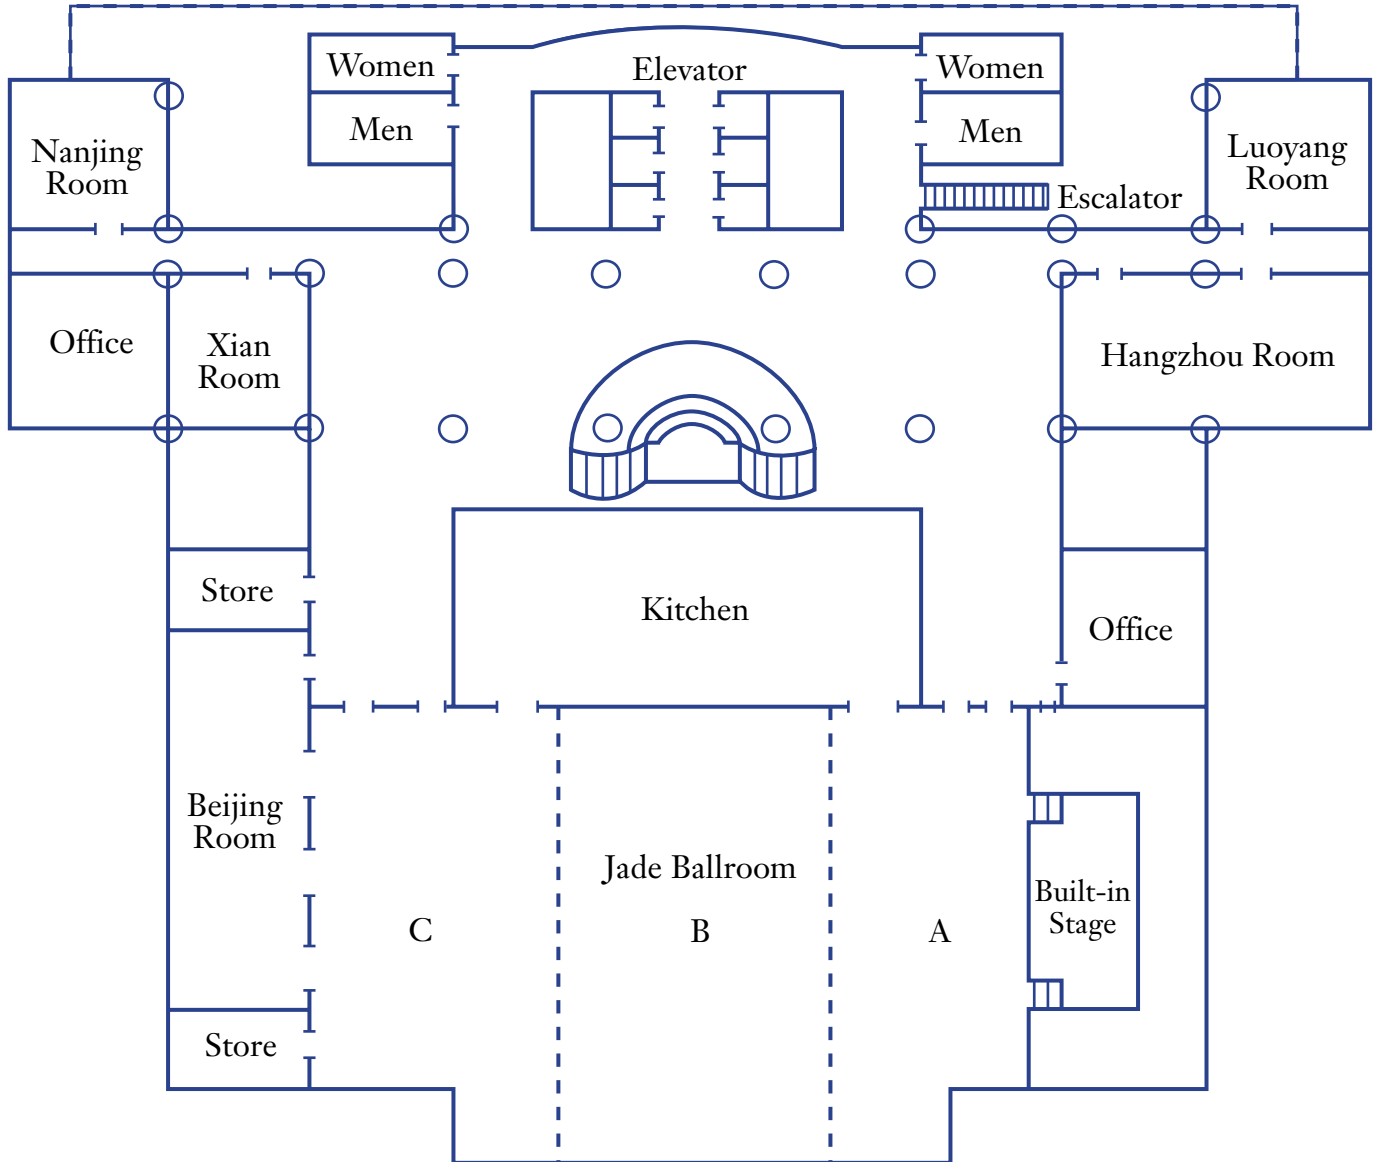 Women
Elevator
Women
Men
Men
Nanjing
Room
Luoyang
Room
Escalator
Office
Xian
Room
Hangzhou Room
Store
Kitchen
Office
Beijing
Room
Jade Ballroom
C
B
A
Built-in
Stage
Store